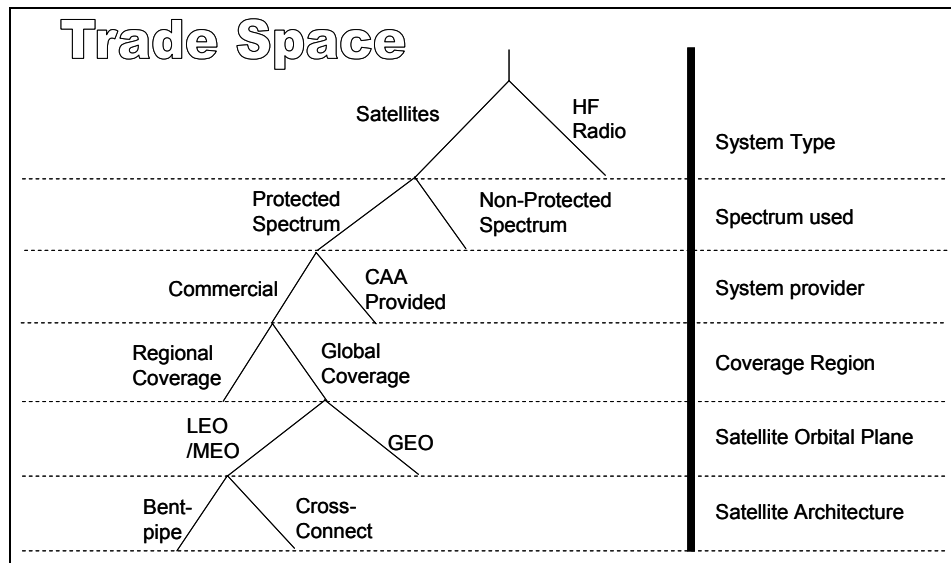 Trade Space
Satellites
HF
Radio
System Type
Protected
Spectrum
Non-Protected
Spectrum
Spectrum used
Commercial
CAA
Provided
System provider
Regional
Coverage
Global
Coverage
Coverage Region
LEO
/MEO
GEO
Satellite Orbital Plane
Bent-
pipe
Cross-
Connect
Satellite Architecture